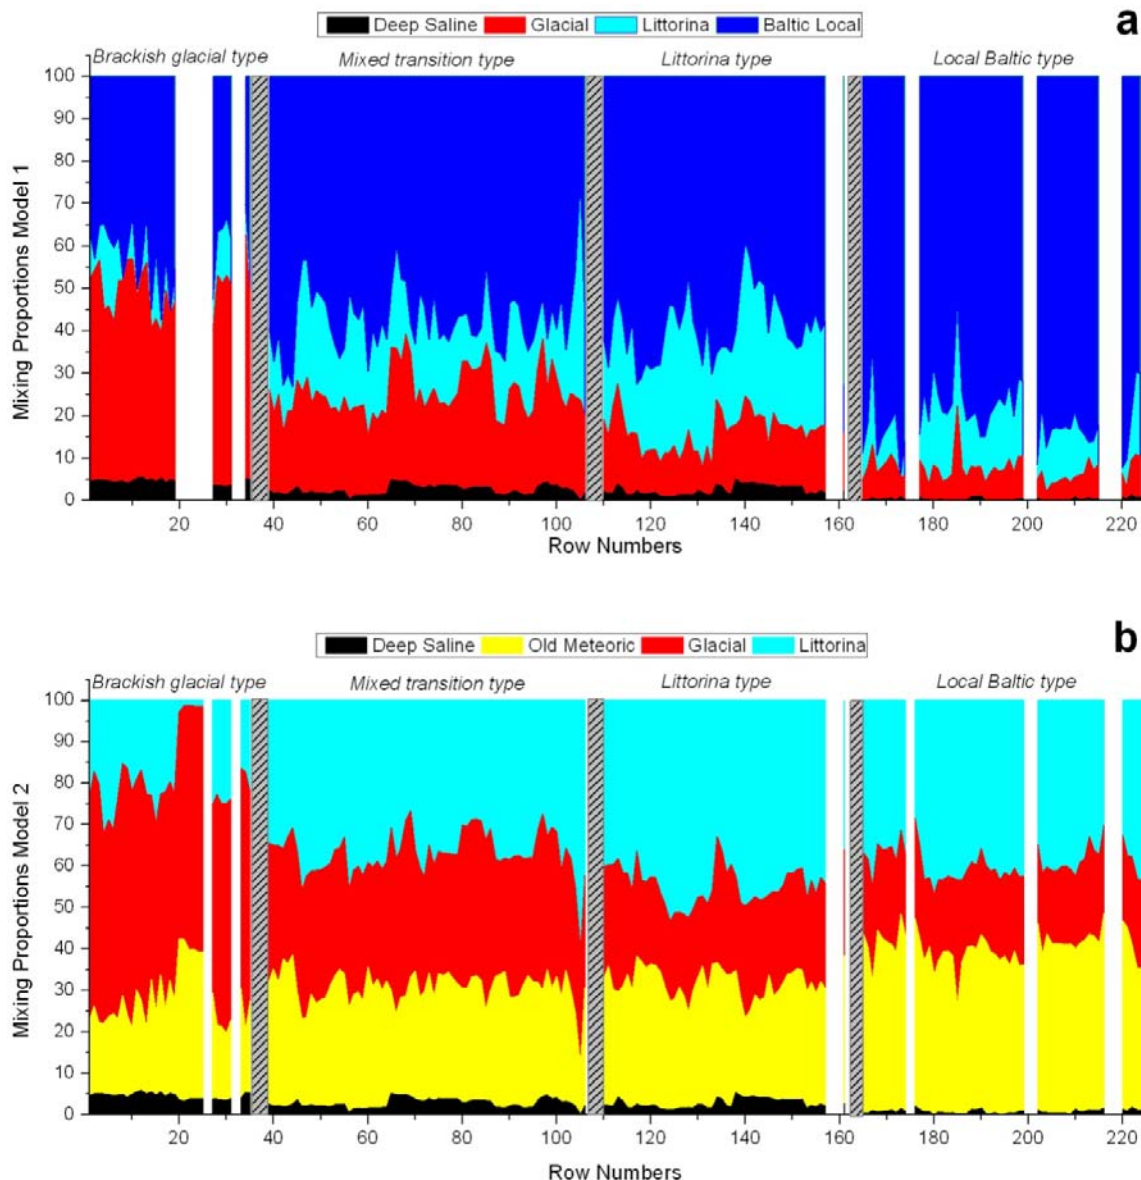 Deep Saline Glacial Littorina Baltic Local
a
Brackish glacial type Mixed transition type Littorina type Local Baltic type
Mixing Proportions Model 1
100
90
80
70
60
50
40
30
20
10
0
20 40 60 80 100 120 140 160 180 200 220
Row Numbers
Deep Saline Old Meteoric Glacial Littorina
b
Brackish glacial type Mixed transition type Littorina type Local Baltic type
Mixing Proportions Model 2
100
90
80
70
60
50
40
30
20
10
0
20 40 60 80 100 120 140 160 180 200 220
Row Numbers